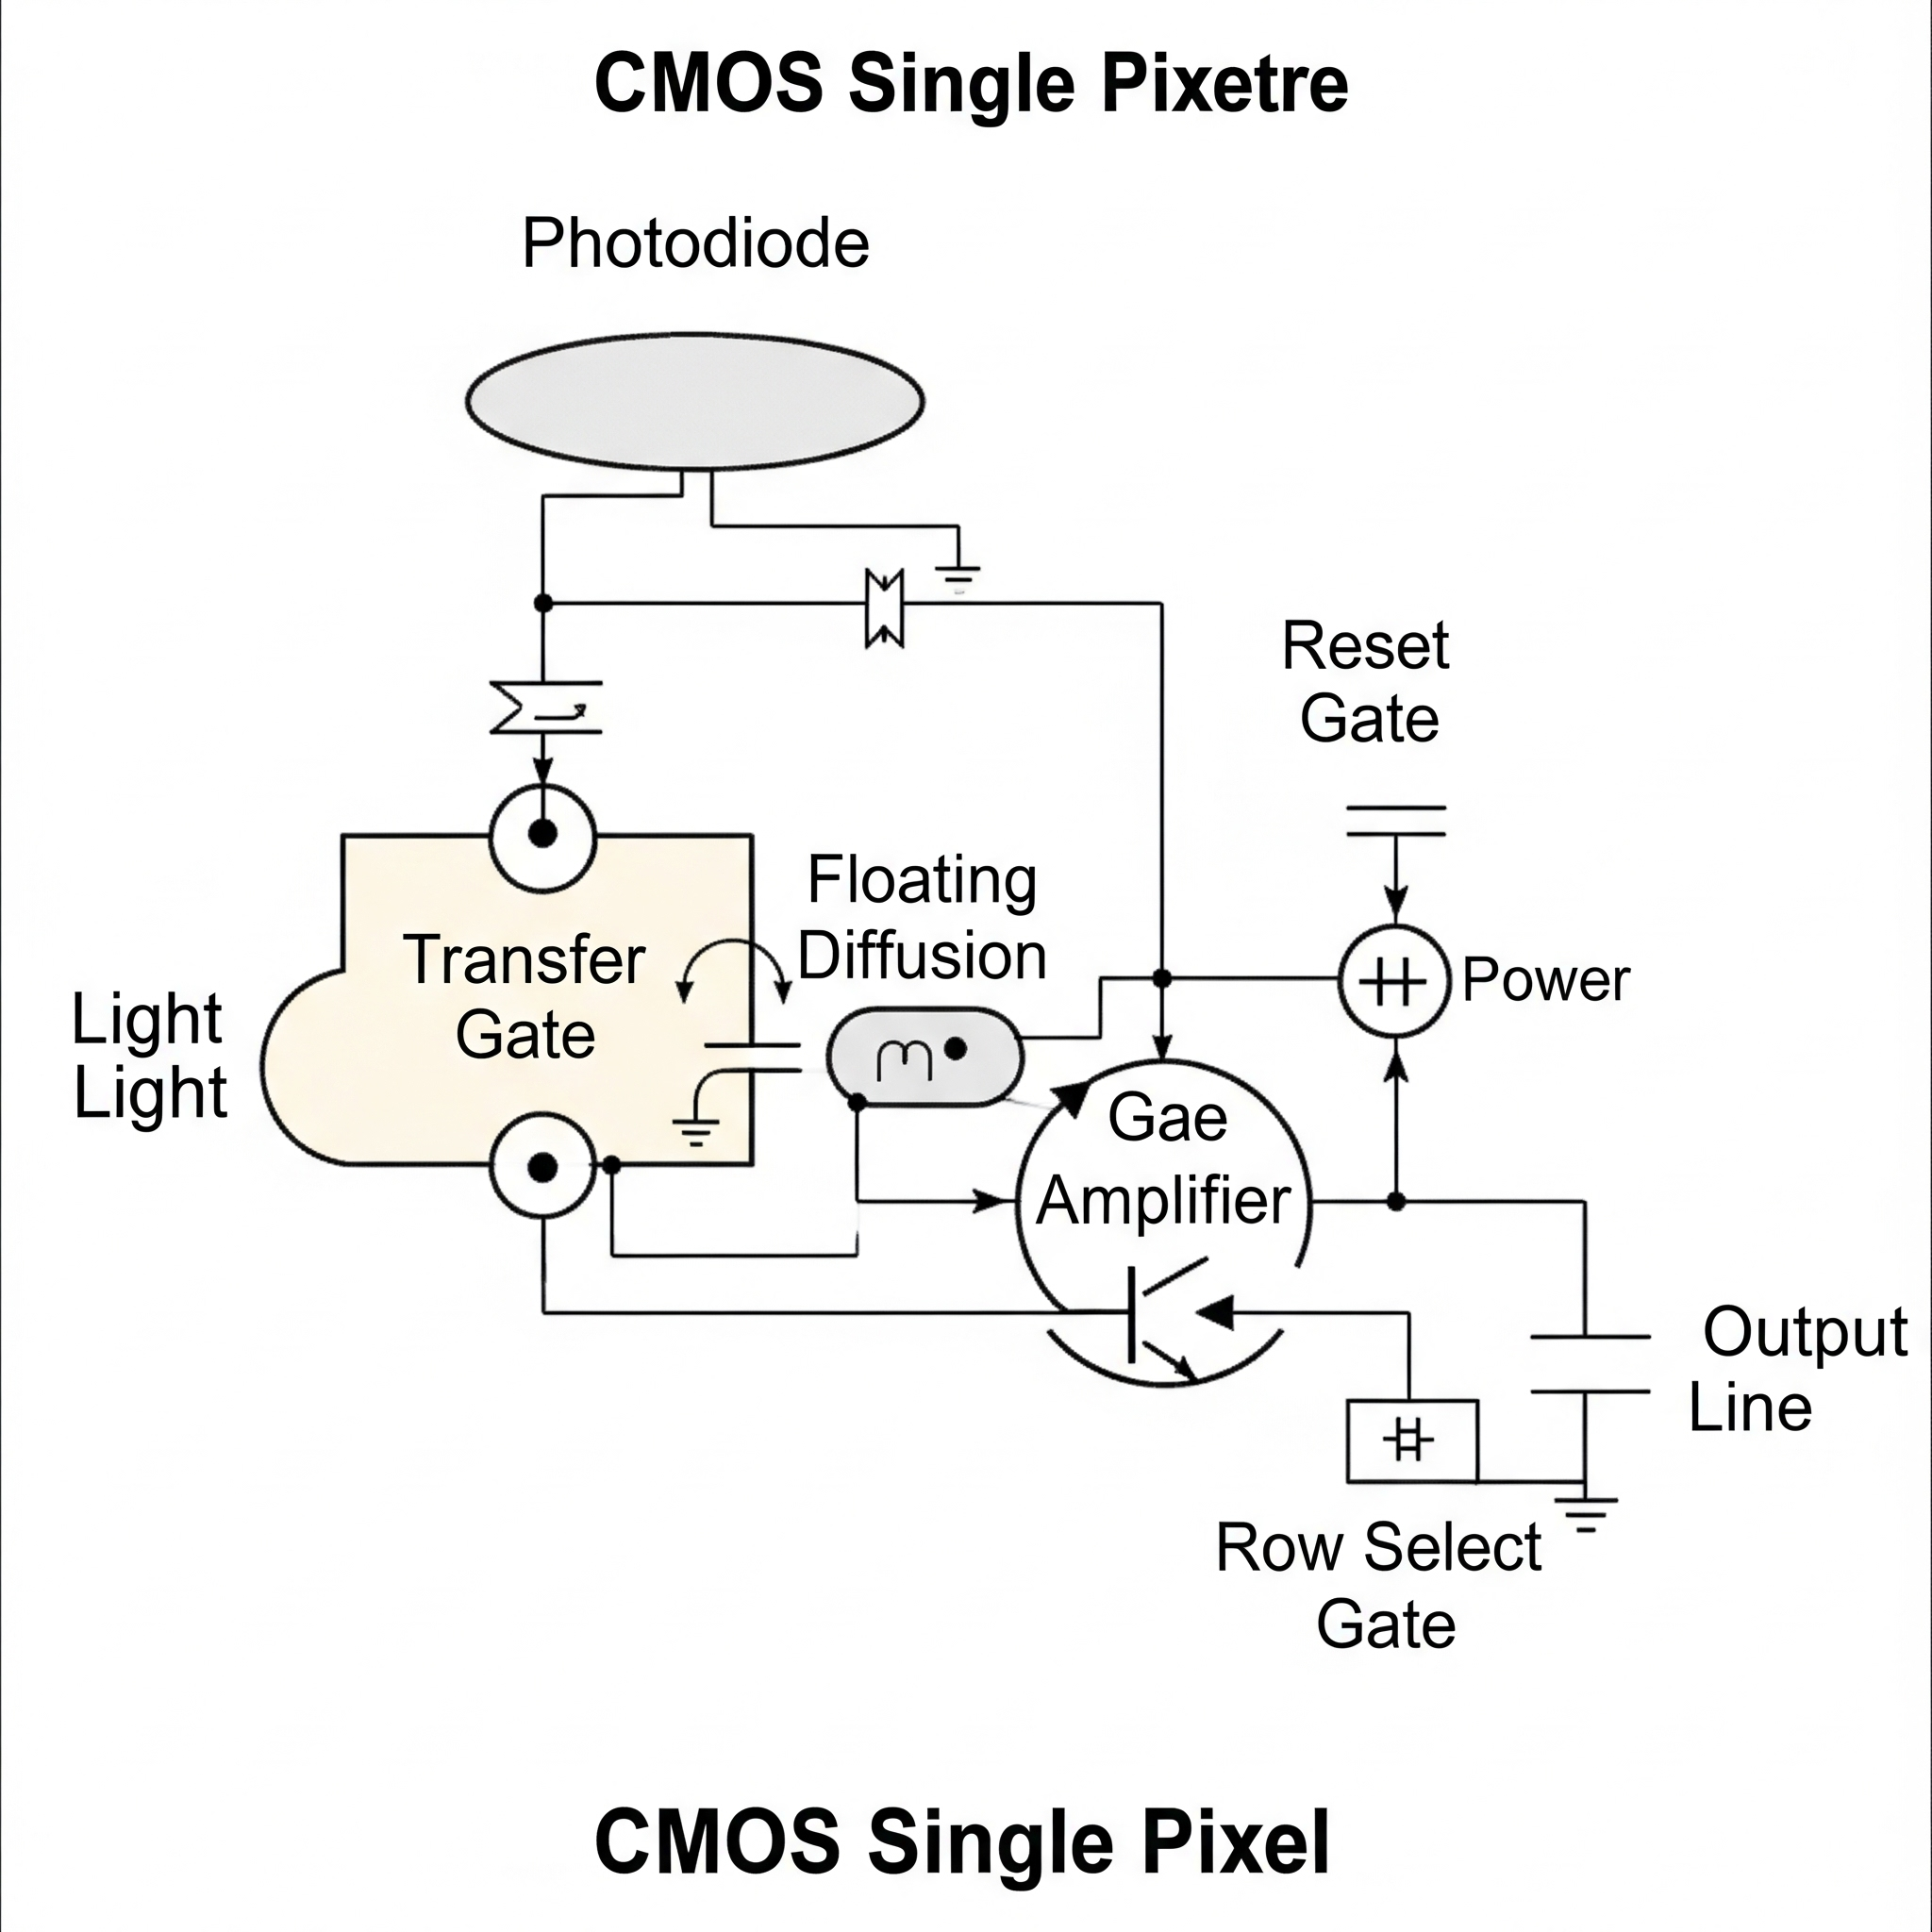 CMOS Single Pixetre
Photodiode
Reset
Gate
Floating
Diffusion
Transfer
Gate
Power
Light
Light
Gae
Amplifier
Output
Line
Row Select
Gate
CMOS Single Pixel